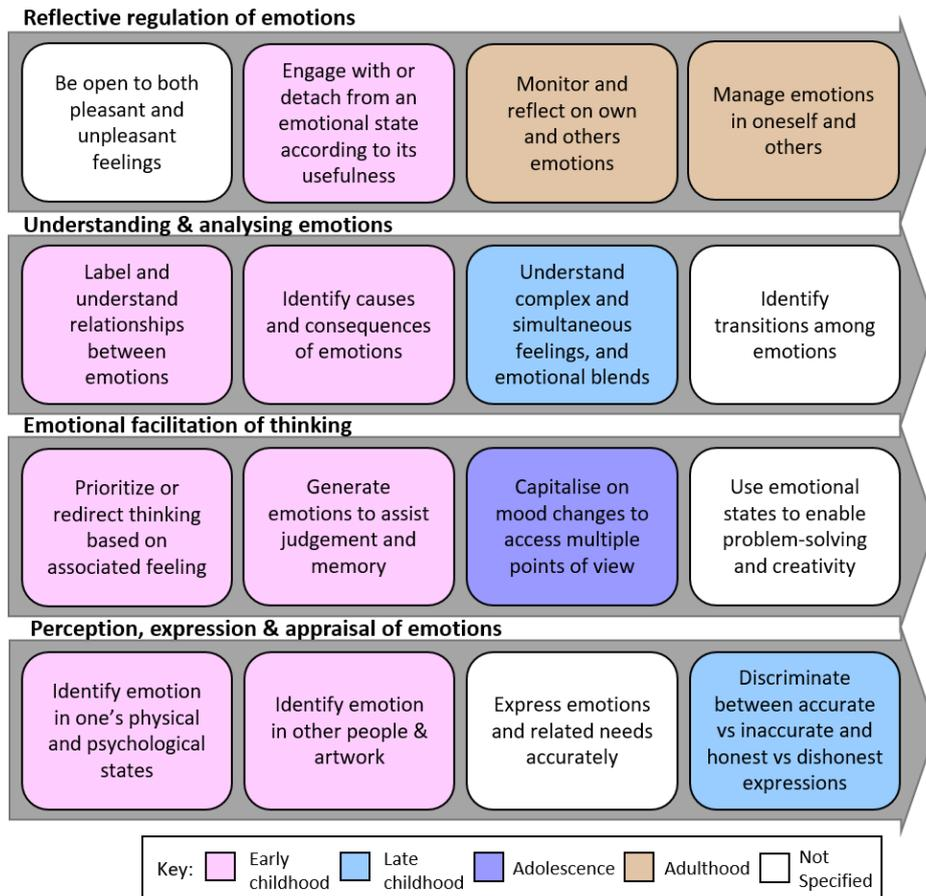 Reflective regulation of emotions
Be open to both
pleasant and
unpleasant
feelings
Engage with or
detach from an
emotional state
according to its
usefulness
Monitor and
reflect on own
and others
emotions
Manage emotions
in oneself and
others
Understanding & analysing emotions
Label and
understand
relationships
between
emotions
Identify causes
and consequences
of emotions
Understand
complex and
simultaneous
feelings, and
emotional blends
Identify
transitions among
emotions
Emotional facilitation of thinking
Prioritize or
redirect thinking
based on
associated feeling
Generate
emotions to assist
judgement and
memory
Capitalise on
mood changes to
access multiple
points of view
Use emotional
states to enable
problem-solving
and creativity
Perception, expression & appraisal of emotions
Identify emotion
in one's physical
and psychological
states
Identify emotion
in other people &
artwork
Express emotions
and related needs
accurately
Discriminate
between accurate
vs inaccurate and
honest vs dishonest
expressions
Key:
Early
childhood
Late
childhood
Adolescence
Adulthood
Not
Specified